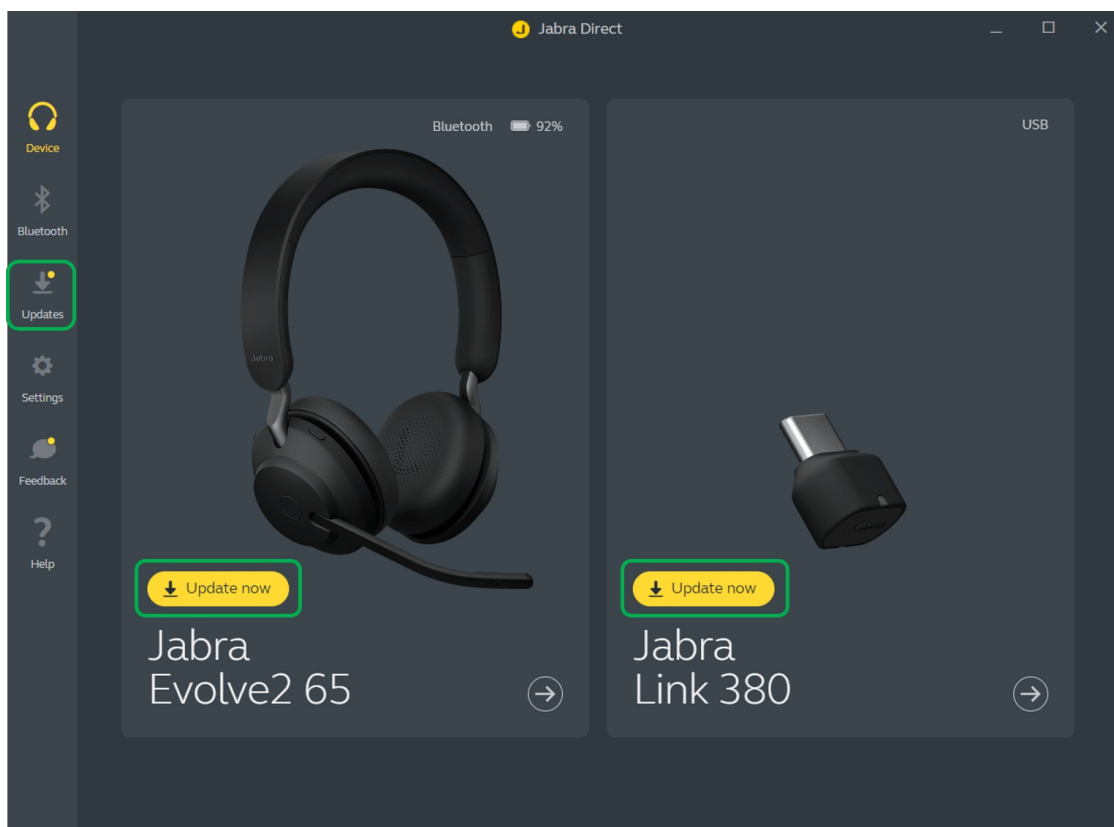 Jabra Direct
Device
Bluetooth
Updates
Settings
Feedback
Help
Bluetooth 92%
Jabra
Update now
Jabra
Evolve2 65
USB
Update now
Jabra
Link 380